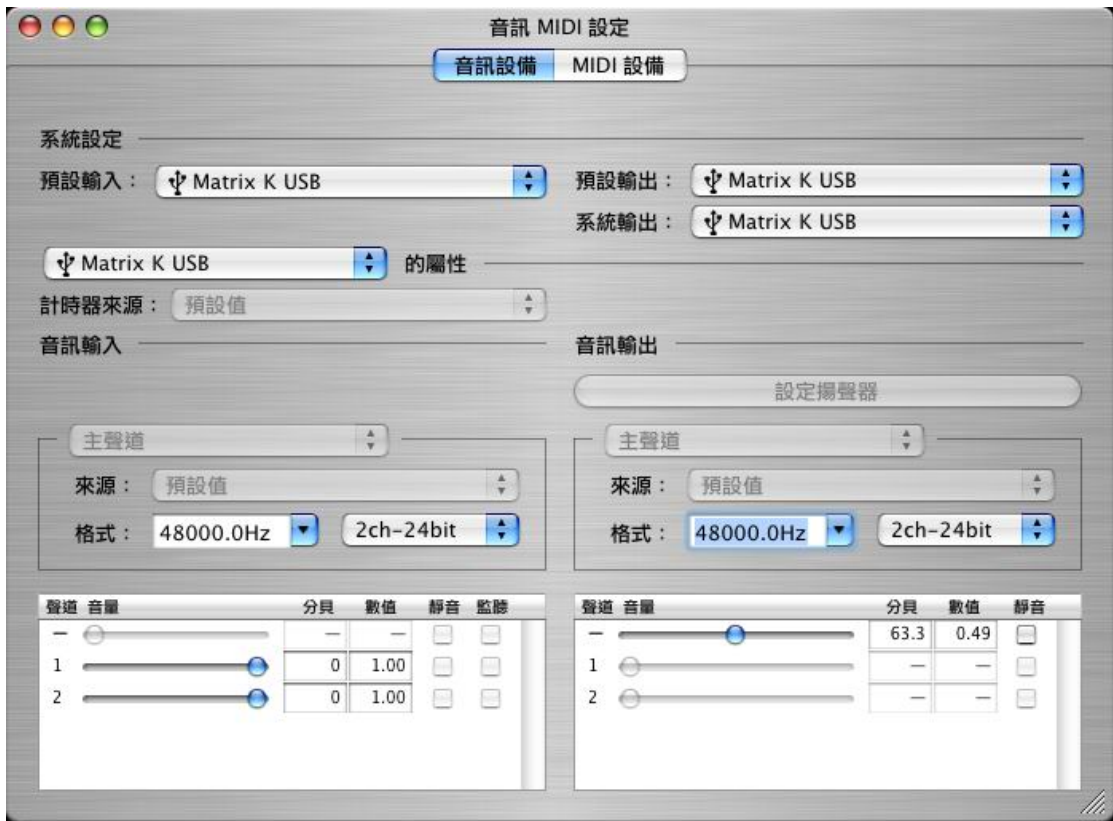 音訊 MIDI 設定
音訊設備 MIDI 設備
系統設定
預設輸入： Matrix K USB
預設輸出： Matrix K USB
系統輸出： Matrix K USB
Matrix K USB 的屬性
計時器來源： 預設值
音訊輸入
音訊輸出
設定揚聲器
主聲道
來源： 預設值
格式： 48000.0Hz 2ch-24bit
主聲道
來源： 預設值
格式： 48000.0Hz 2ch-24bit
聲道 音量 分貝 數值 靜音 監聽
— — —
1 0 1.00
2 0 1.00
聲道 音量 分貝 數值 靜音
— 63.3 0.49
1 — —
2 — —